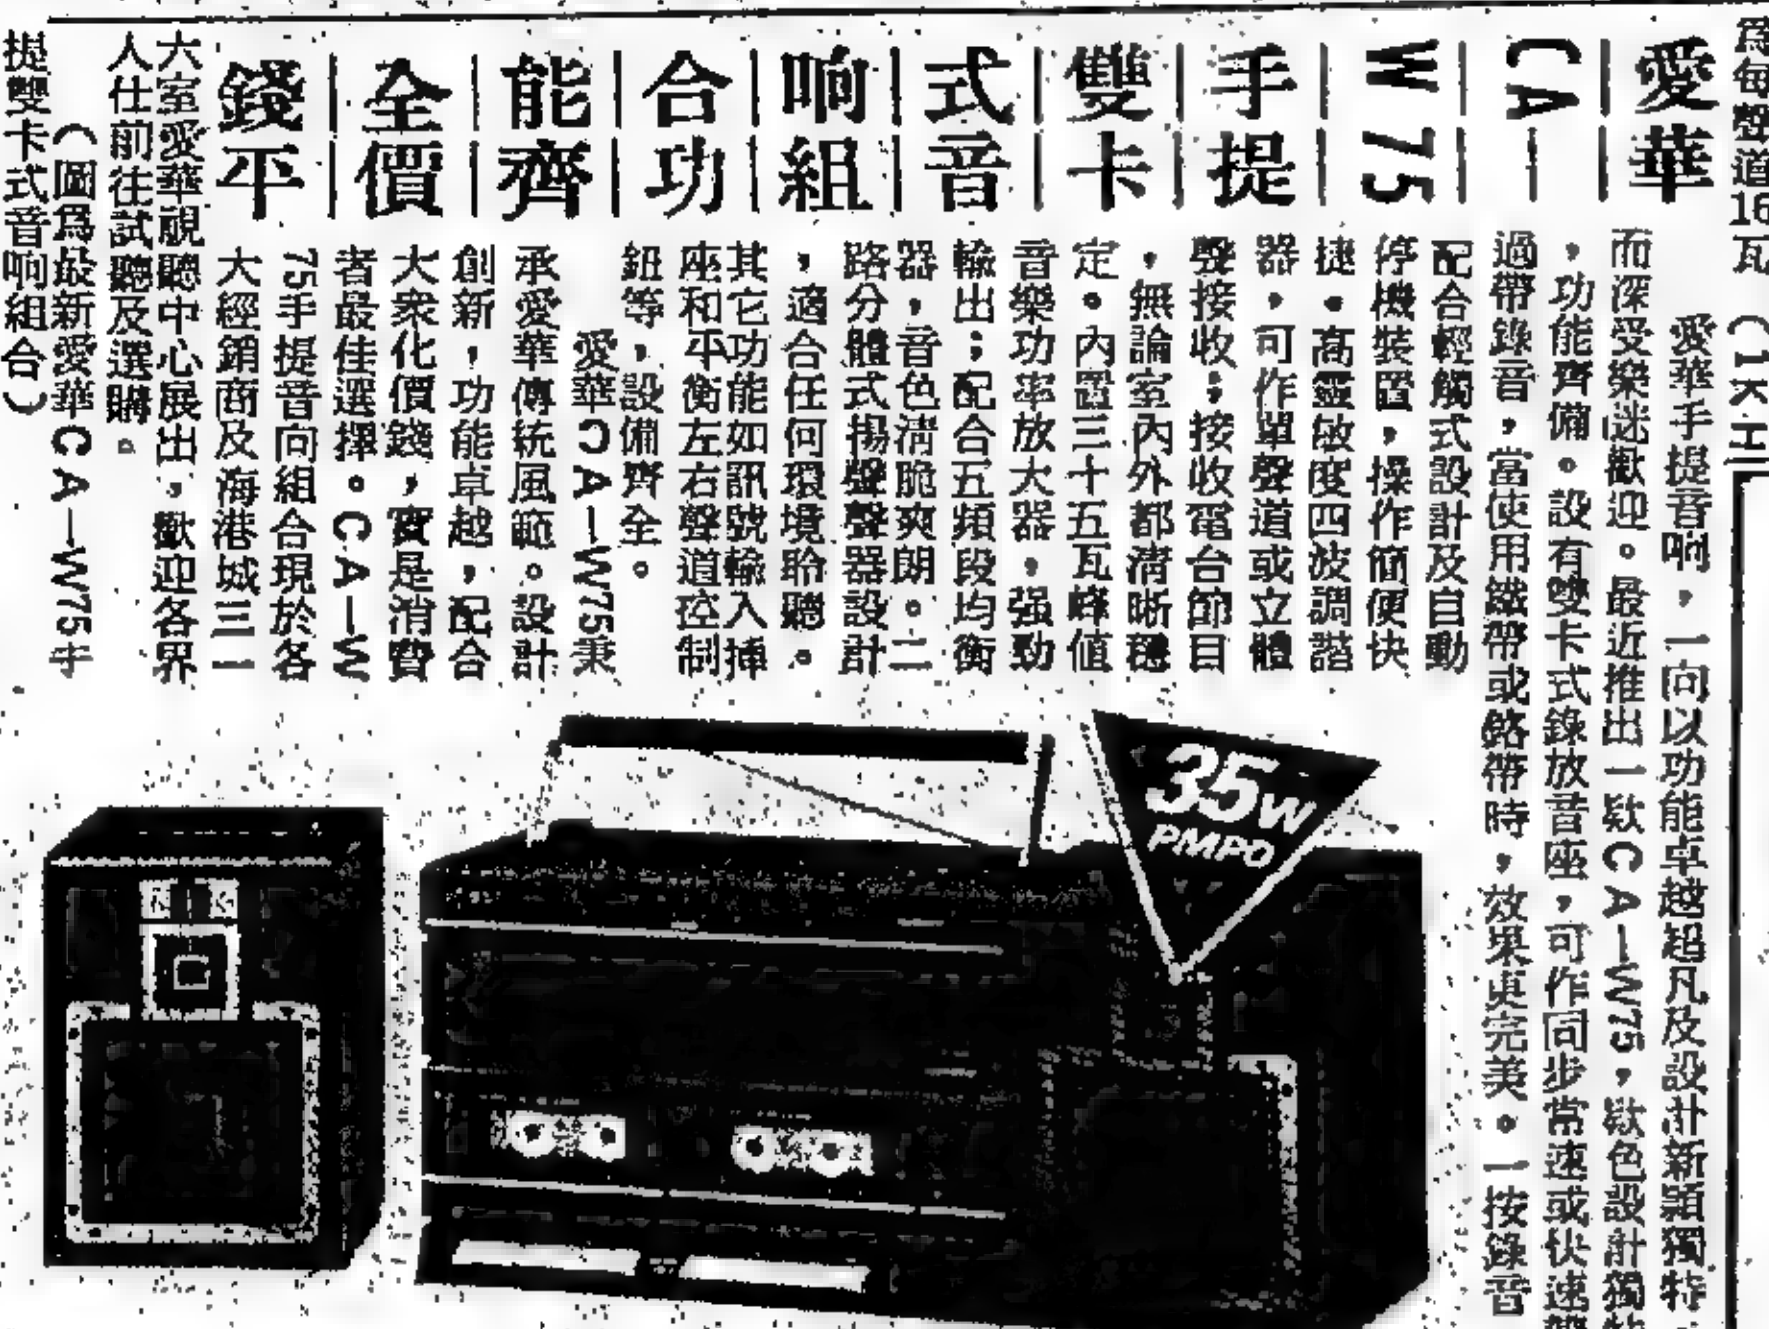 為每聲道16瓦（1KH
愛華
CA—
W75
手提
雙卡
式音
响組
合功
能齊
全價
錢平
愛華手提音响，一向以功能卓越超凡及設計新穎獨特，
而深受樂迷歡迎。最近推出一欵CA—W75，欵色設計獨特
，功能齊備。設有雙卡式錄放音座，可作同步常速或快速
過帶錄音，當使用鐵帶或鉻帶時，效果更完美。一按錄音
配合輕觸式設計及自動
停機裝置，操作簡便快
捷。高靈敏度四波調諧
器，可作單聲道或立體
聲接收；接收電台節目
，無論室內外都清晰穩
定。內置三十五瓦峰值
音樂功率放大器，强勁
輸出；配合五頻段均衡
器，音色清脆爽朗。二
路分體式揚聲器設計
，適合任何環境聆聽。
其它功能如訊號輸入揷
座和平衡左右聲道控制
鈕等，設備齊全。
愛華CA—W75秉
承愛華傳統風範。設計
創新，功能卓越，配合
大衆化價錢，實是消費
者最佳選擇。CA—W
75手提音向組合現於各
大經銷商及海港城三一
六室愛華視聽中心展出，歡迎各界
人仕前往試聽及選購。
（圖爲最新愛華CA—W75手
提雙卡式音响組合）
35W
PMPO